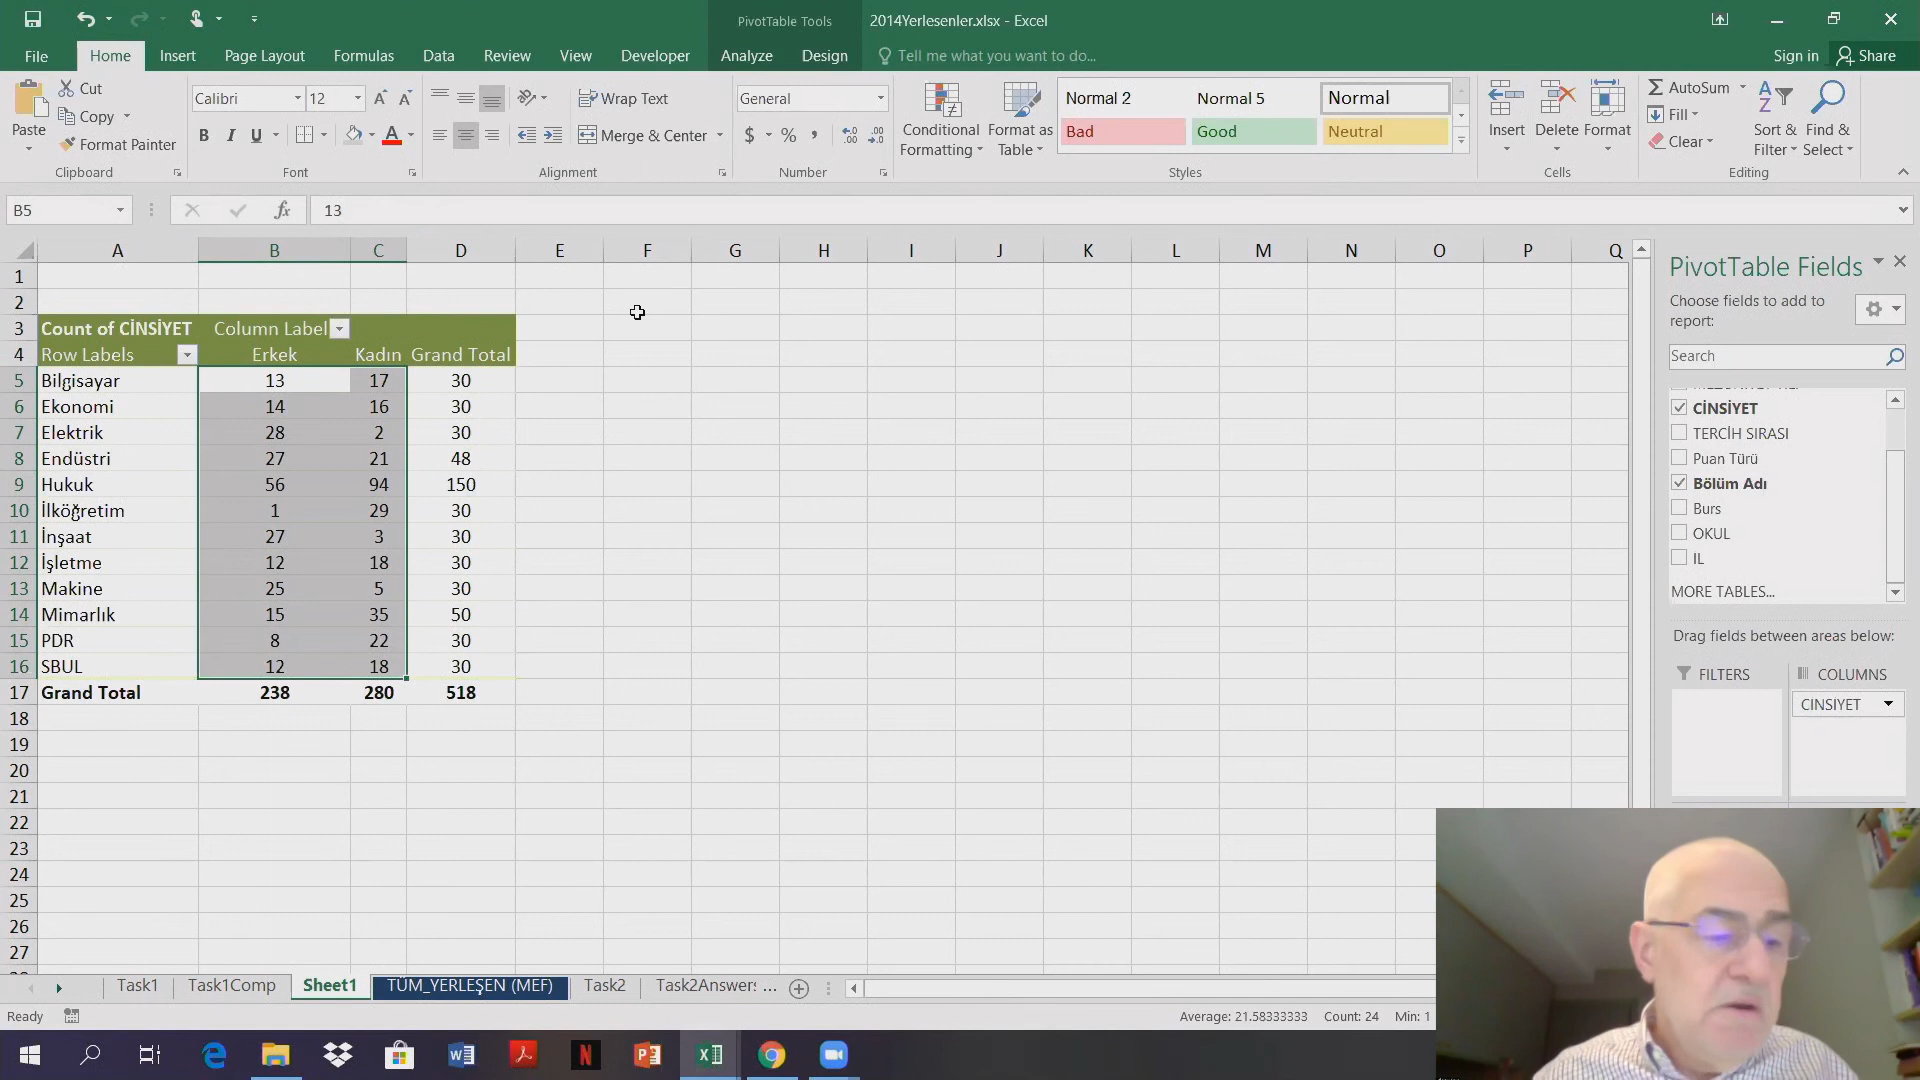 PivotTable Tools
2014Yerlesenler.xlsx - Excel
File Home Insert Page Layout Formulas Data Review View Developer Analyze Design Tell me what you want to do... Sign in Share
Paste
Cut
Copy
Format Painter
Clipboard
Calibri 12
B I U
Font
Wrap Text
Merge & Center
Alignment
General
$ % ,
Number
Conditional Formatting
Format as Table
Normal 2 Normal 5 Normal
Bad Good Neutral
Styles
Insert Delete Format
Cells
AutoSum
Fill
Clear
Sort & Filter
Find & Select
Editing
B5 fx 13
A B C D E F G H I J K L M N O P Q
1
2
3 Count of CİNSİYET Column Label
4 Row Labels Erkek Kadın Grand Total
5 Bilgisayar 13 17 30
6 Ekonomi 14 16 30
7 Elektrik 28 2 30
8 Endüstri 27 21 48
9 Hukuk 56 94 150
10 İlköğretim 1 29 30
11 İnşaat 27 3 30
12 İşletme 12 18 30
13 Makine 25 5 30
14 Mimarlık 15 35 50
15 PDR 8 22 30
16 SBUL 12 18 30
17 Grand Total 238 280 518
18
19
20
21
22
23
24
25
26
27
PivotTable Fields
Choose fields to add to
report:
Search
CİNSİYET
TERCİH SIRASI
Puan Türü
Bölüm Adı
Burs
OKUL
IL
MORE TABLES...
Drag fields between areas below:
FILTERS COLUMNS
CINSIYET
Task1 Task1Comp Sheet1 TÜM_YERLEŞEN (MEF) Task2 Task2Answers ...
Ready Average: 21.58333333 Count: 24 Min: 1